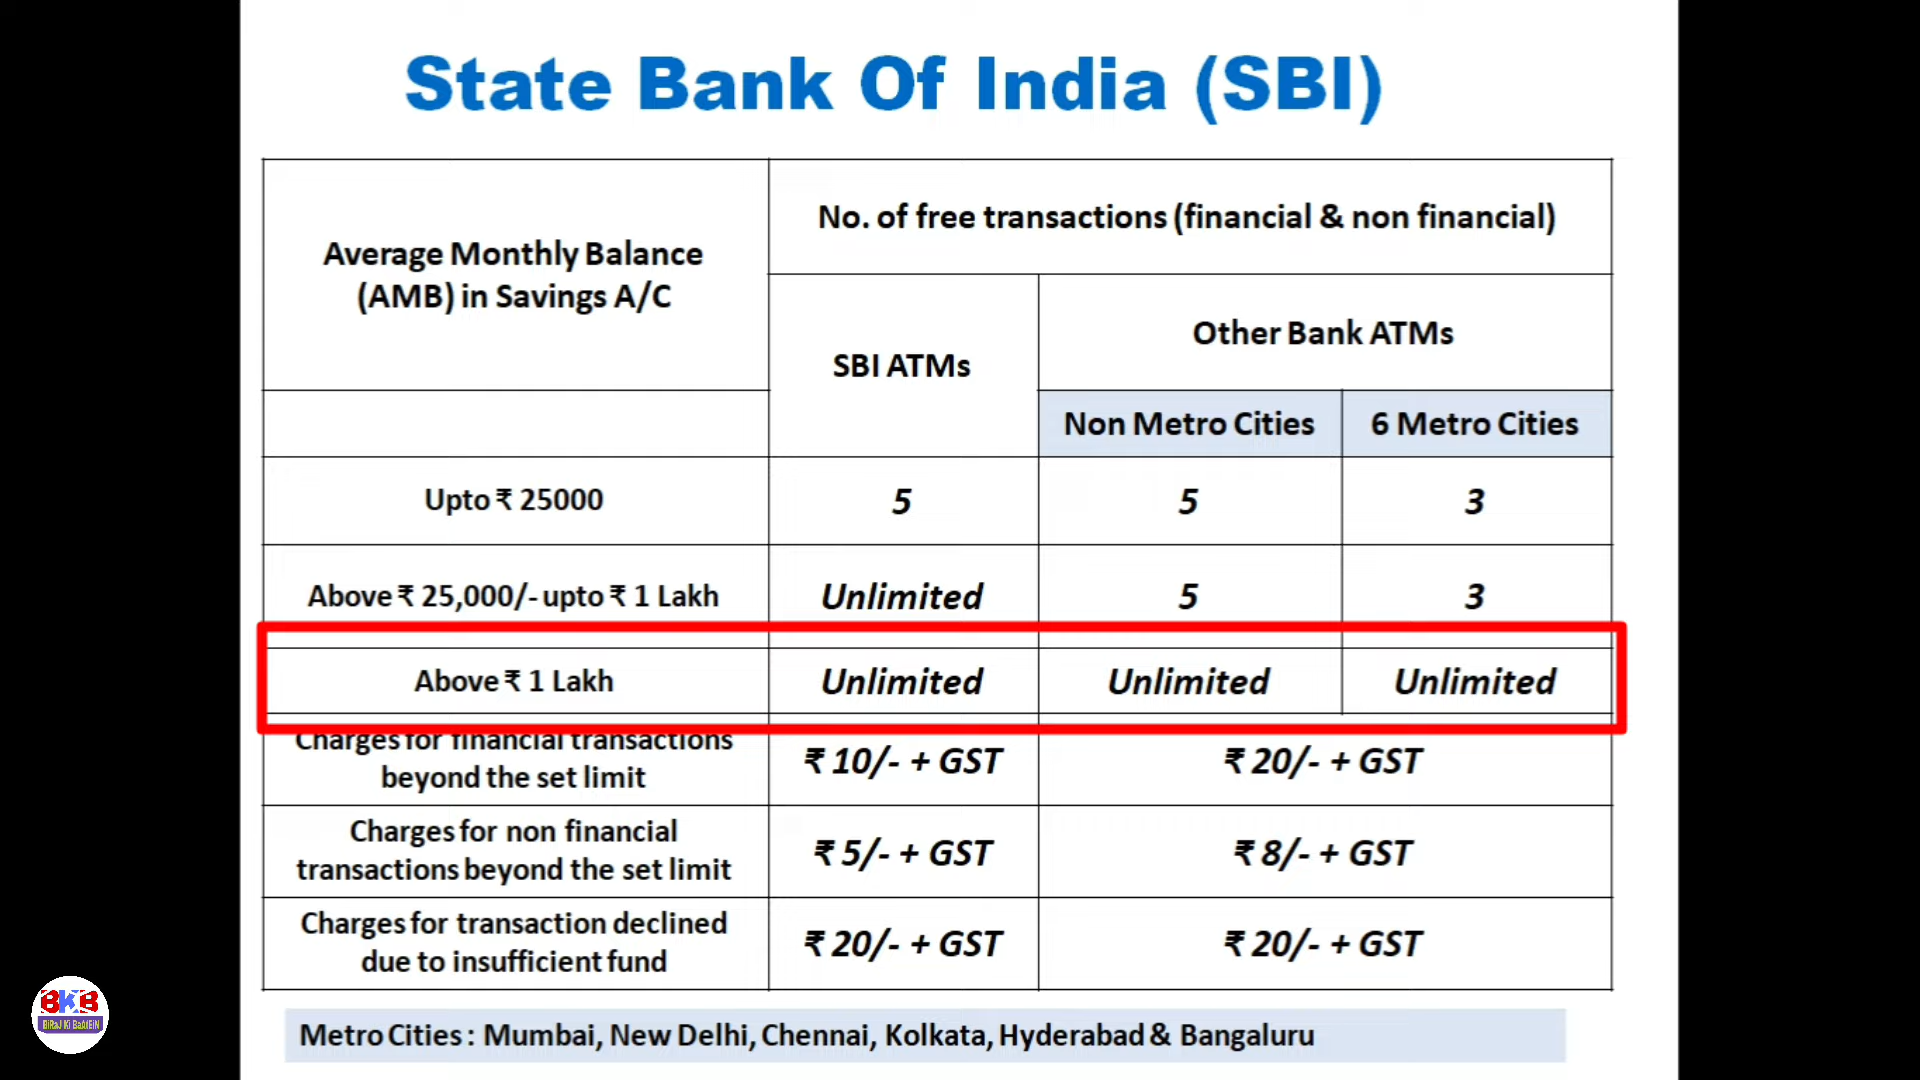 State Bank Of India (SBI)
Average Monthly Balance
(AMB) in Savings A/C
No. of free transactions (financial & non financial)
SBI ATMs
Other Bank ATMs
Non Metro Cities
6 Metro Cities
Upto ₹ 25000
5
5
3
Above ₹ 25,000/- upto ₹ 1 Lakh
Unlimited
5
3
Above ₹ 1 Lakh
Unlimited
Unlimited
Unlimited
Charges for financial transactions
beyond the set limit
₹ 10/- + GST
₹ 20/- + GST
Charges for non financial
transactions beyond the set limit
₹ 5/- + GST
₹ 8/- + GST
Charges for transaction declined
due to insufficient fund
₹ 20/- + GST
₹ 20/- + GST
Metro Cities : Mumbai, New Delhi, Chennai, Kolkata, Hyderabad & Bangaluru
BKB
BiRaJ Ki BaAtEiN